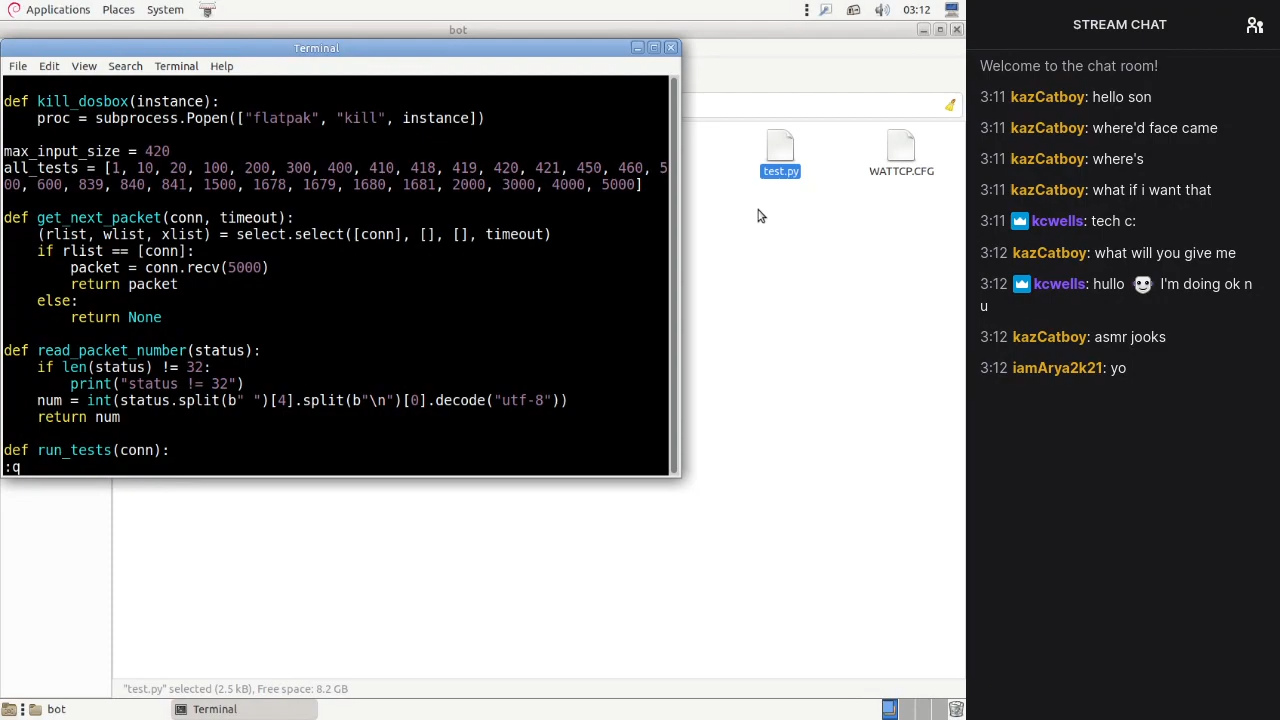 Applications Places System
03:12
bot
Terminal
File Edit View Search Terminal Help
def kill_dosbox(instance):
    proc = subprocess.Popen(["flatpak", "kill", instance])
max_input_size = 420
all_tests = [1, 10, 20, 100, 200, 300, 400, 410, 418, 419, 420, 421, 450, 460, 5
00, 600, 839, 840, 841, 1500, 1678, 1679, 1680, 1681, 2000, 3000, 4000, 5000]
def get_next_packet(conn, timeout):
    (rlist, wlist, xlist) = select.select([conn], [], [], timeout)
    if rlist == [conn]:
        packet = conn.recv(5000)
        return packet
    else:
        return None
def read_packet_number(status):
    if len(status) != 32:
        print("status != 32")
    num = int(status.split(b" ")[4].split(b"\n")[0].decode("utf-8"))
    return num
def run_tests(conn):
:q
test.py
WATTCP.CFG
"test.py" selected (2.5 kB), Free space: 8.2 GB
bot
Terminal
STREAM CHAT
Welcome to the chat room!
3:11 kazCatboy: hello son
3:11 kazCatboy: where'd face came
3:11 kazCatboy: where's
3:11 kazCatboy: what if i want that
3:11 kcwells: tech c:
3:12 kazCatboy: what will you give me
3:12 kcwells: hullo I'm doing ok n
u
3:12 kazCatboy: asmr jooks
3:12 iamArya2k21: yo